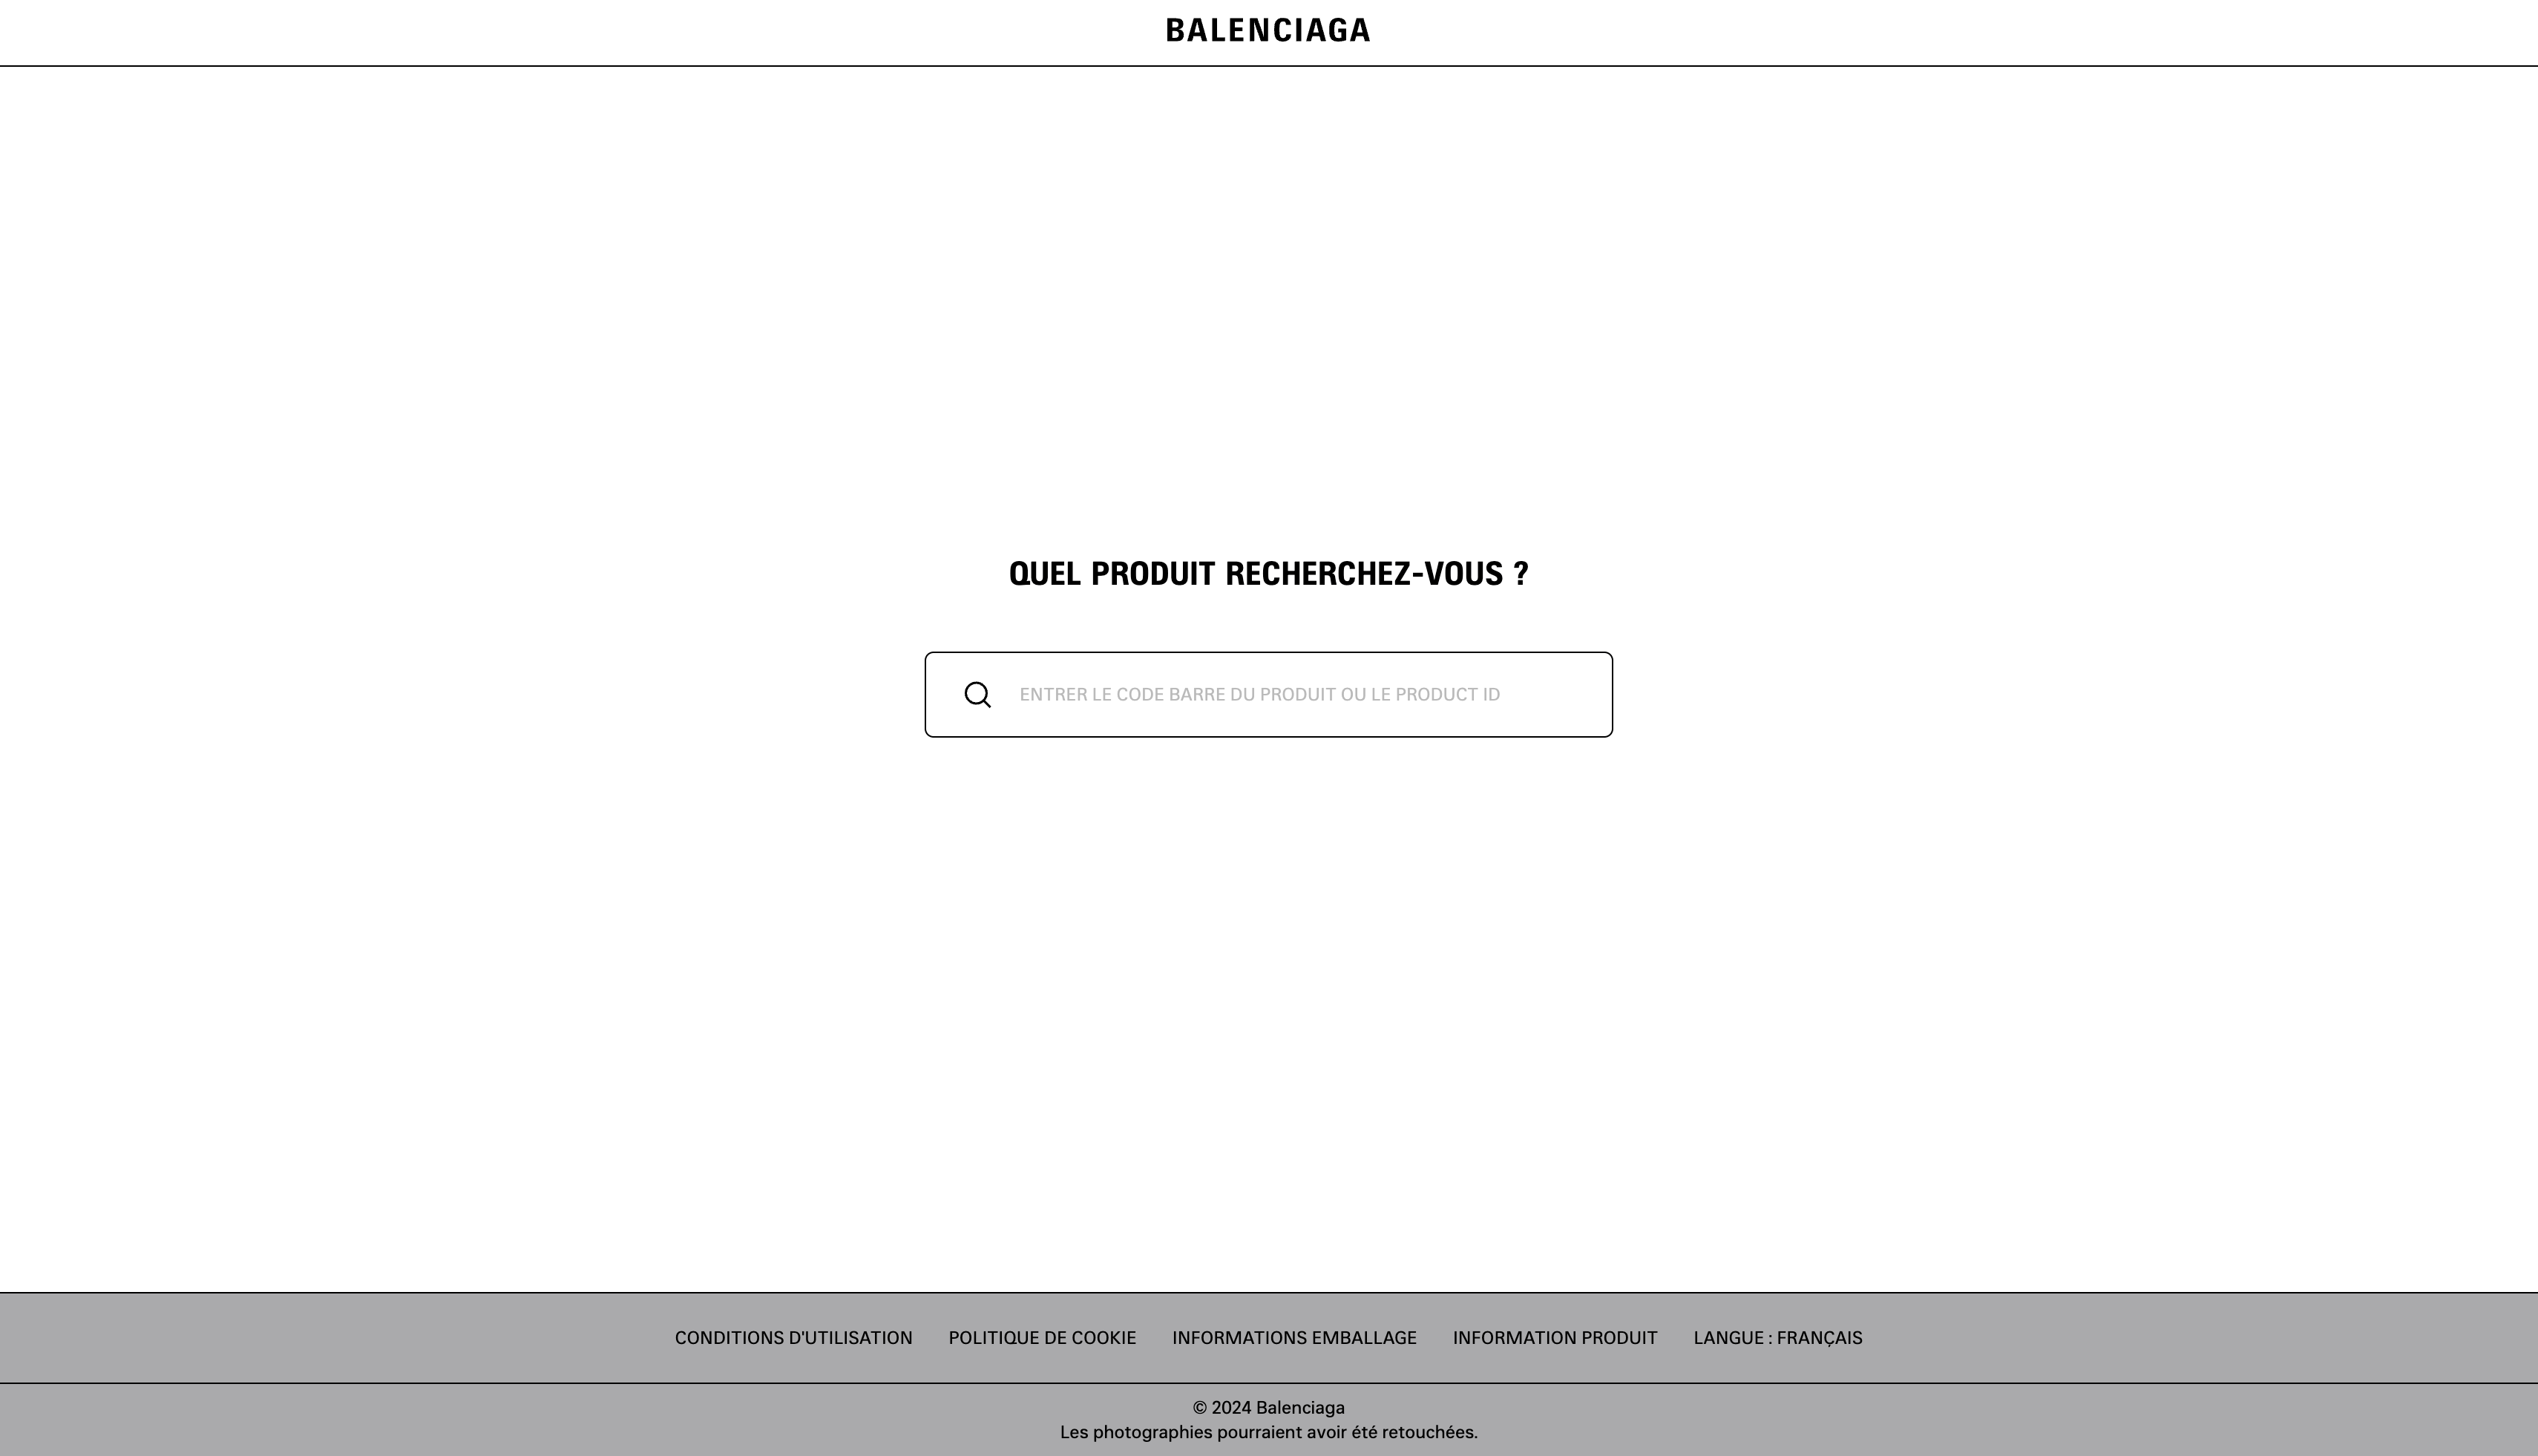 BALENCIAGA
QUEL PRODUIT RECHERCHEZ-VOUS ?
ENTRER LE CODE BARRE DU PRODUIT OU LE PRODUCT ID
CONDITIONS D'UTILISATION POLITIQUE DE COOKIE INFORMATIONS EMBALLAGE INFORMATION PRODUIT LANGUE : FRANÇAIS
© 2024 Balenciaga
Les photographies pourraient avoir été retouchées.